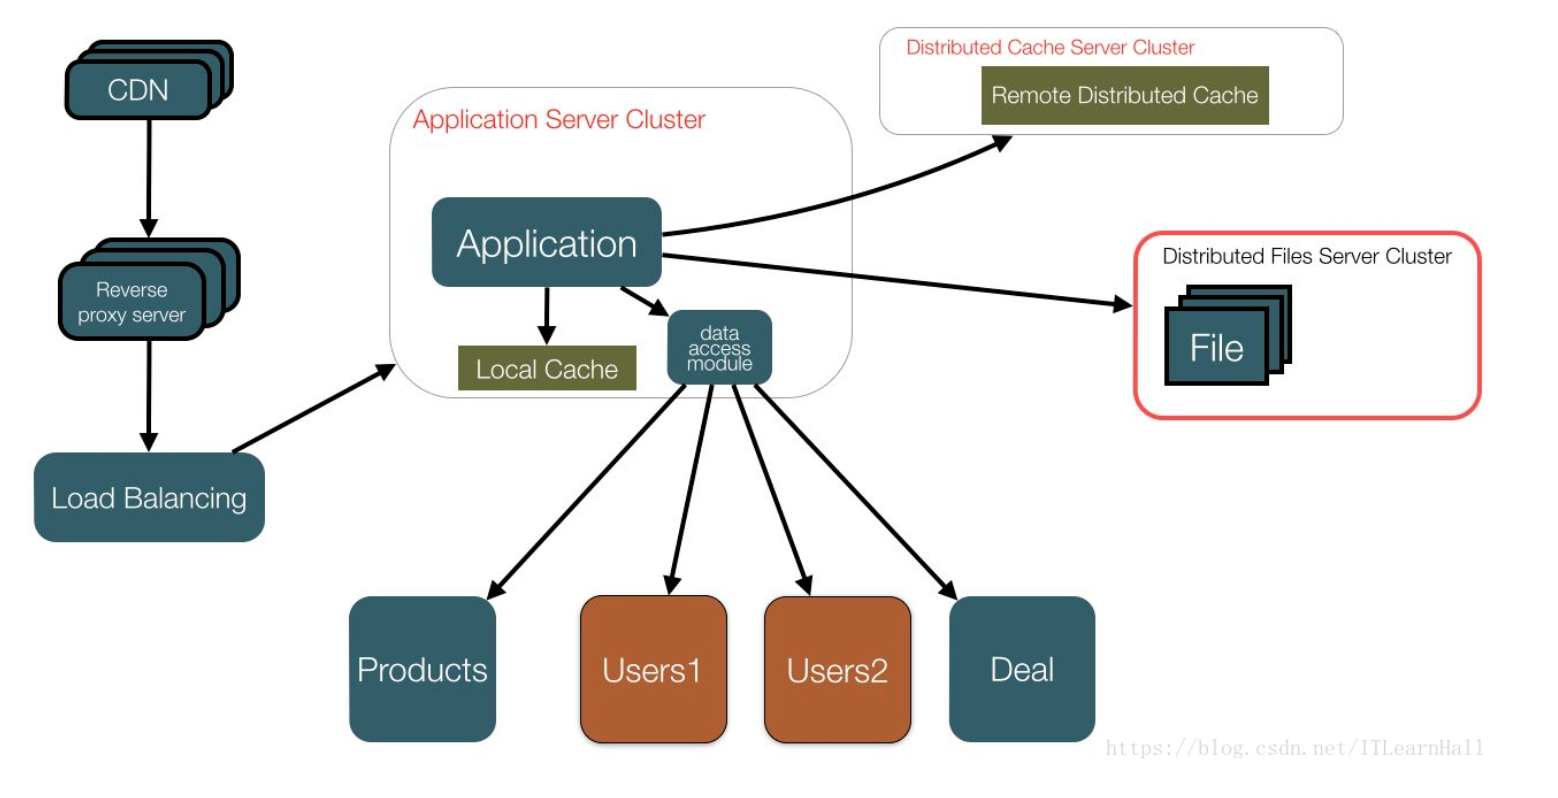 CDN
Reverse
proxy server
Load Balancing
Application Server Cluster
Application
Local Cache
data
access
module
Distributed Cache Server Cluster
Remote Distributed Cache
Distributed Files Server Cluster
File
Products
Users1
Users2
Deal
https://blog.csdn.net/ITLearnHall